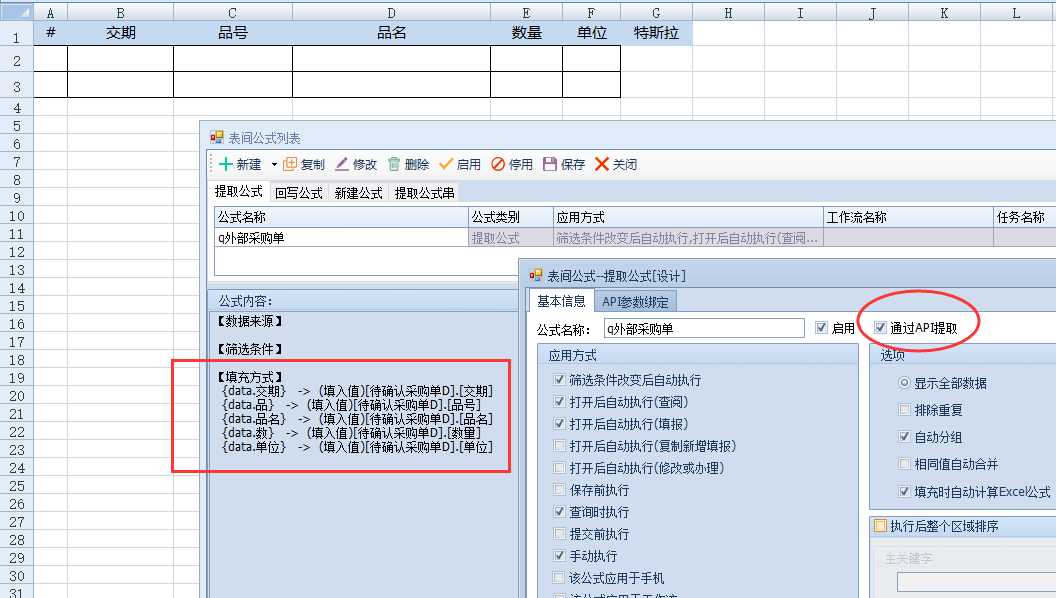 A B C D E F G H I J K L
1 # 交期 品号 品名 数量 单位 特斯拉
2
3
4
5
6
7
8
9
10
11
12
13
14
15
16
17
18
19
20
21
22
23
24
25
26
27
28
29
30
31
表间公式列表
新建 复制 修改 删除 启用 停用 保存 关闭
提取公式 回写公式 新建公式 提取公式串
公式名称 公式类别 应用方式 工作流名称 任务名称
q外部采购单 提取公式 筛选条件改变后自动执行,打开后自动执行(查阅...
公式内容:
【数据来源】
【筛选条件】
【填充方式】
{data.交期} -> (填入值)[待确认采购单D].[交期]
{data.品} -> (填入值)[待确认采购单D].[品号]
{data.品名} -> (填入值)[待确认采购单D].[品名]
{data.数} -> (填入值)[待确认采购单D].[数量]
{data.单位} -> (填入值)[待确认采购单D].[单位]
表间公式--提取公式[设计]
基本信息 API参数绑定
公式名称: q外部采购单 启用 通过API提取
应用方式
筛选条件改变后自动执行
打开后自动执行(查阅)
打开后自动执行(填报)
打开后自动执行(复制新增填报)
打开后自动执行(修改或办理)
保存前执行
查询时执行
提交前执行
手动执行
该公式应用于手机
选项
显示全部数据
排除重复
自动分组
相同值自动合并
填充时自动计算Excel公式
执行后整个区域排序
主关键字